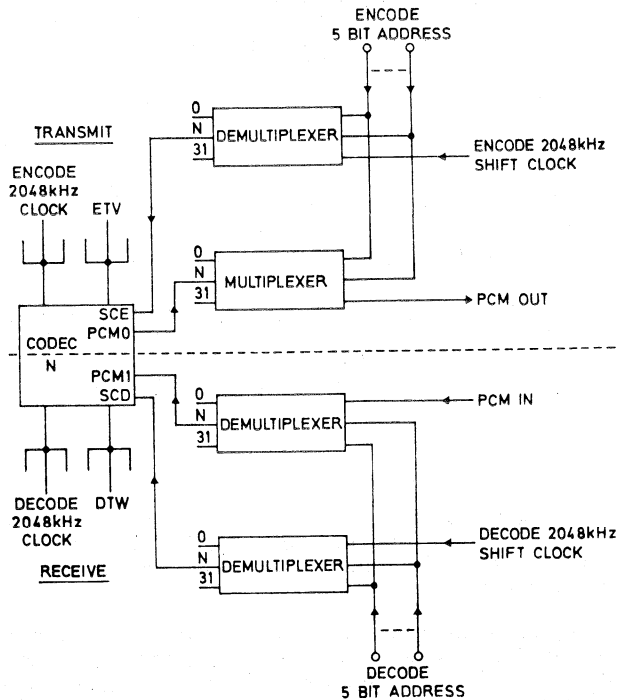 ENCODE
5 BIT ADDRESS
TRANSMIT
0
N
31
DEMULTIPLEXER
ENCODE 2048kHz
SHIFT CLOCK
ENCODE
2048kHz
CLOCK
ETV
0
N
31
MULTIPLEXER
PCM OUT
SCE
PCM0
CODEC
N
PCM1
SCD
0
N
31
DEMULTIPLEXER
PCM IN
DECODE
2048kHz
CLOCK
DTW
RECEIVE
0
N
31
DEMULTIPLEXER
DECODE 2048kHz
SHIFT CLOCK
DECODE
5 BIT ADDRESS